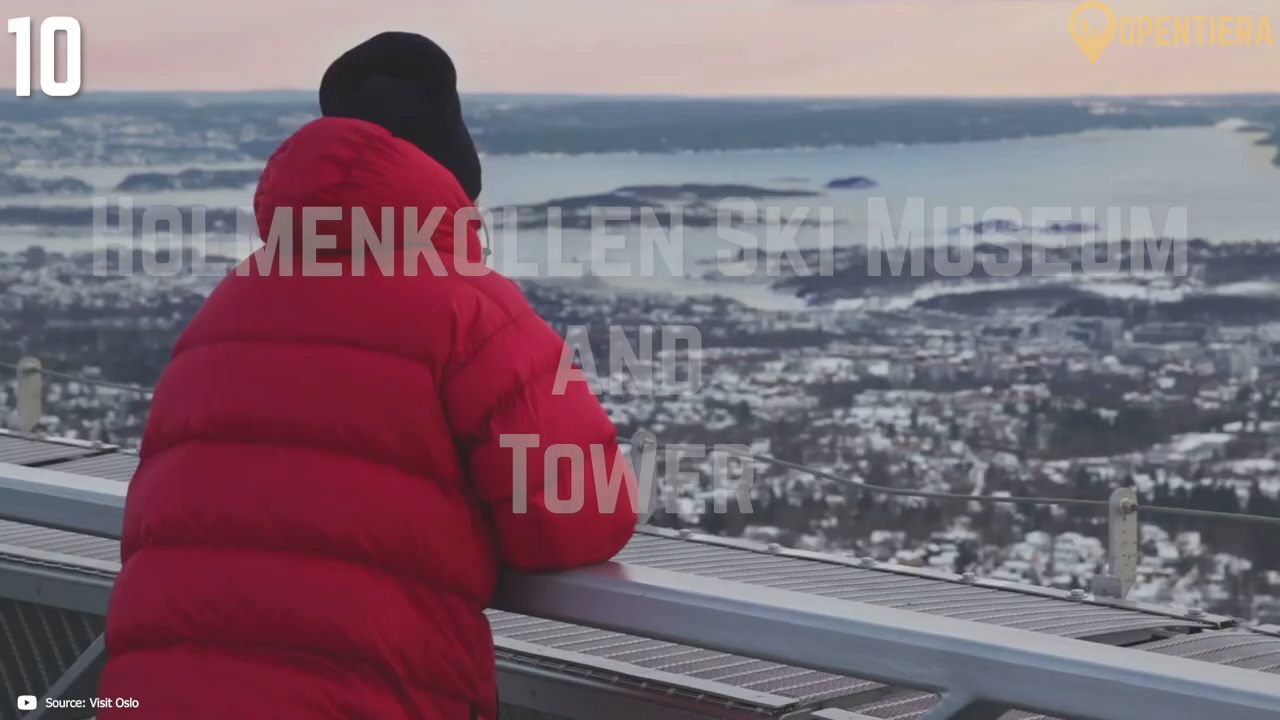 10
OPENTIERA
Holmenkollen Ski Museum
and
Tower
Source: Visit Oslo